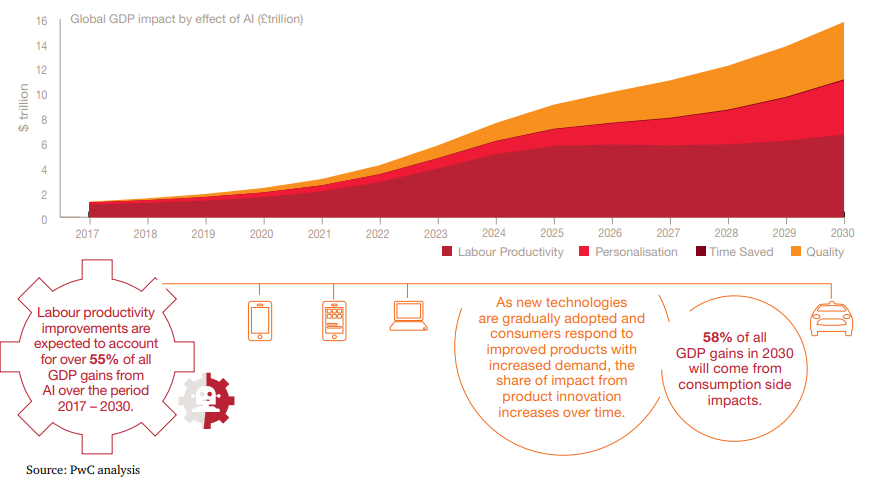 Global GDP impact by effect of AI (£trillion)
$ trillion
16
14
12
10
8
6
4
2
0
2017 2018 2019 2020 2021 2022 2023 2024 2025 2026 2027 2028 2029 2030
Labour Productivity Personalisation Time Saved Quality
Labour productivity
improvements are
expected to account
for over 55% of all
GDP gains from
AI over the period
2017 – 2030.
As new technologies
are gradually adopted and
consumers respond to
improved products with
increased demand, the
share of impact from
product innovation
increases over time.
58% of all
GDP gains in 2030
will come from
consumption side
impacts.
Source: PwC analysis